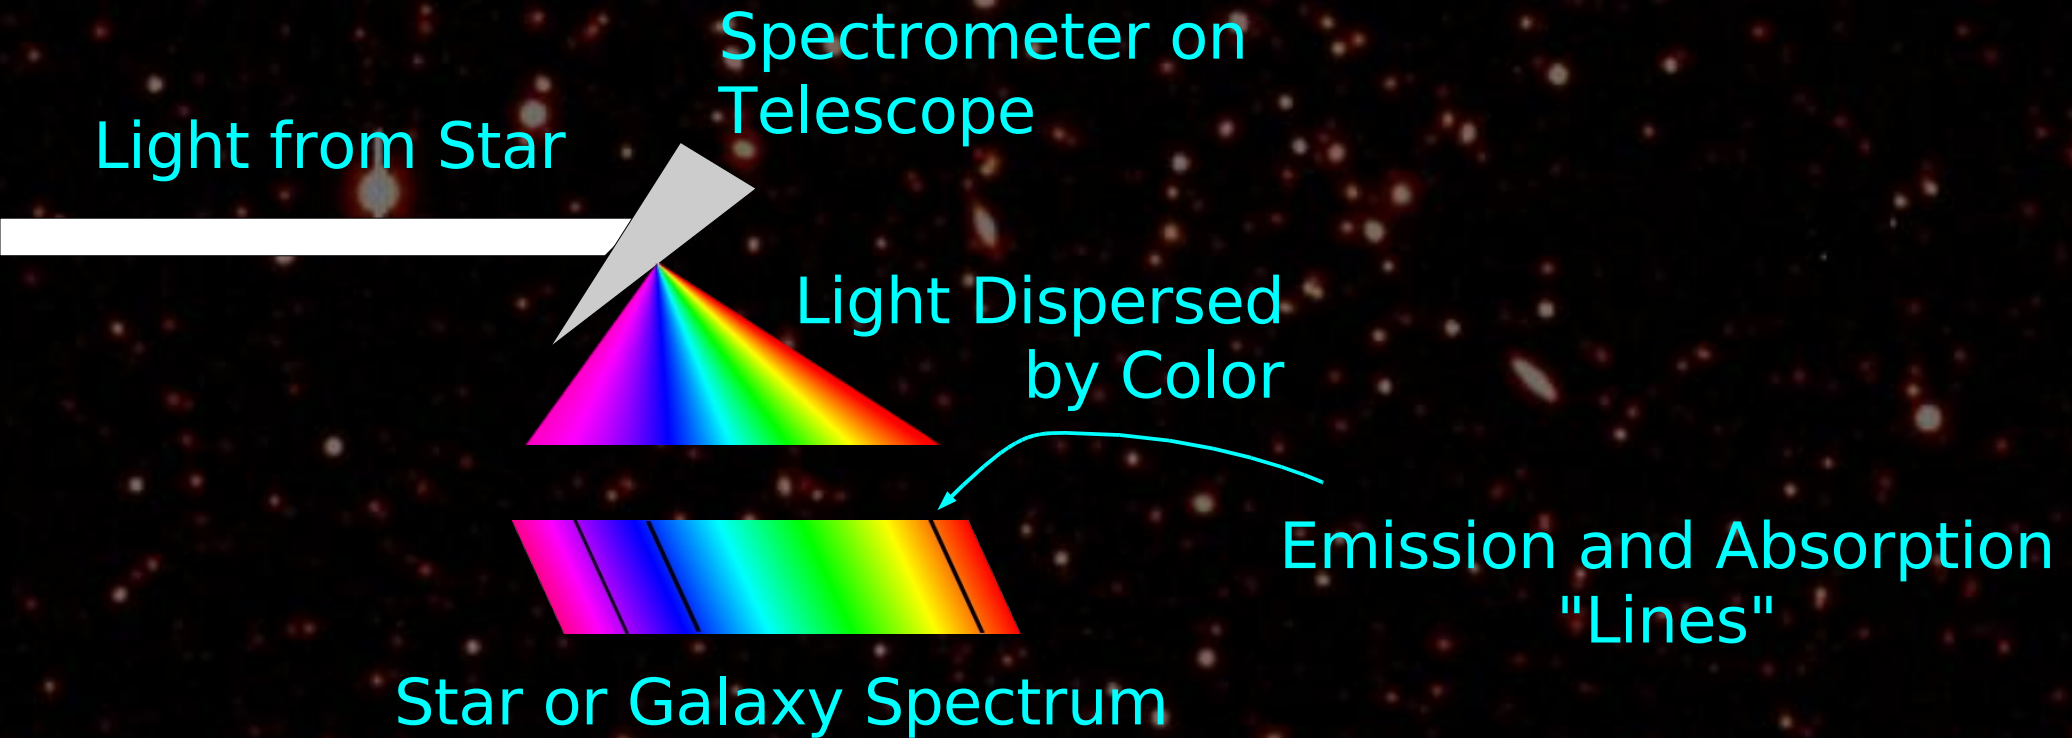 Spectrometer on
Telescope
Light from Star
Light Dispersed
by Color
Emission and Absorption
"Lines"
Star or Galaxy Spectrum